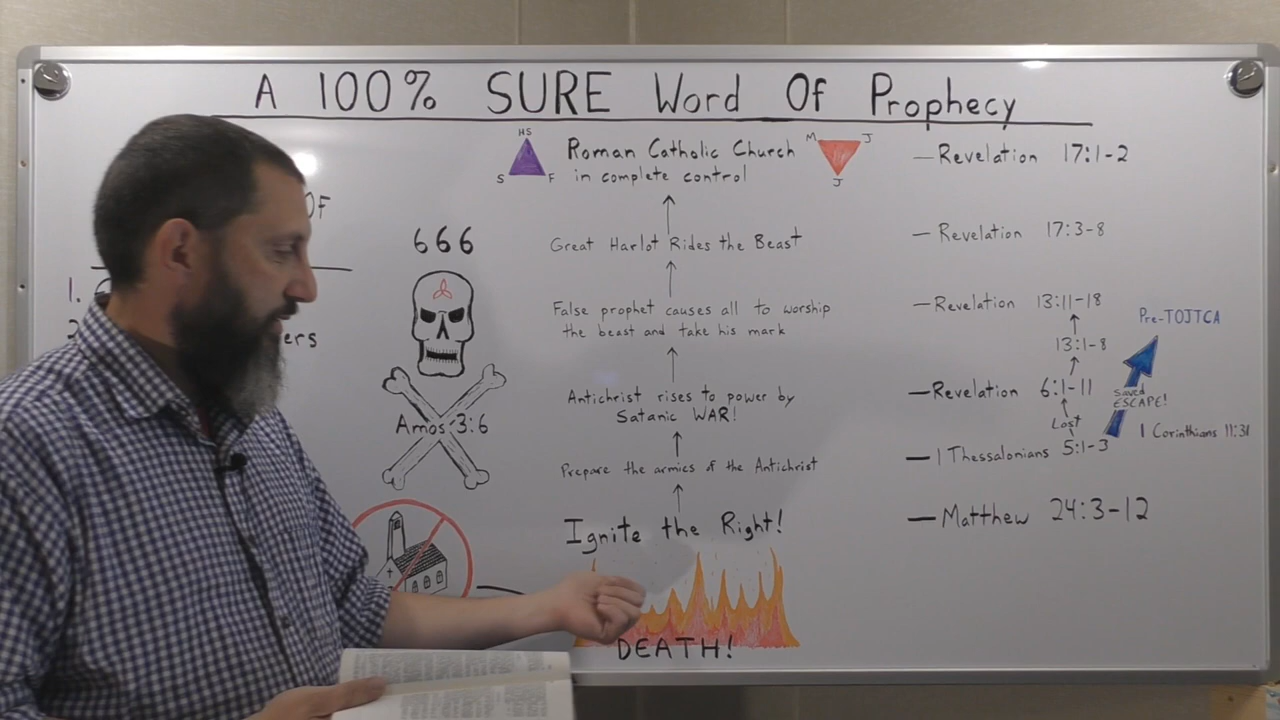 A 100% SURE Word Of Prophecy
OF
1.
2
ers
666
Amos 3:6
HS
S F
Roman Catholic Church
in complete control
M J
J
Great Harlot Rides the Beast
False prophet causes all to worship
the beast and take his mark
Antichrist rises to power by
Satanic WAR!
Prepare the armies of the Antichrist
Ignite the Right!
DEATH!
— Revelation 17:1-2
— Revelation 17:3-8
— Revelation 13:11-18
13:1-8
— Revelation 6:1-11
Lost
— 1 Thessalonians 5:1-3
— Matthew 24:3-12
Pre-TOJTCA
Saved
ESCAPE!
1 Corinthians 11:31